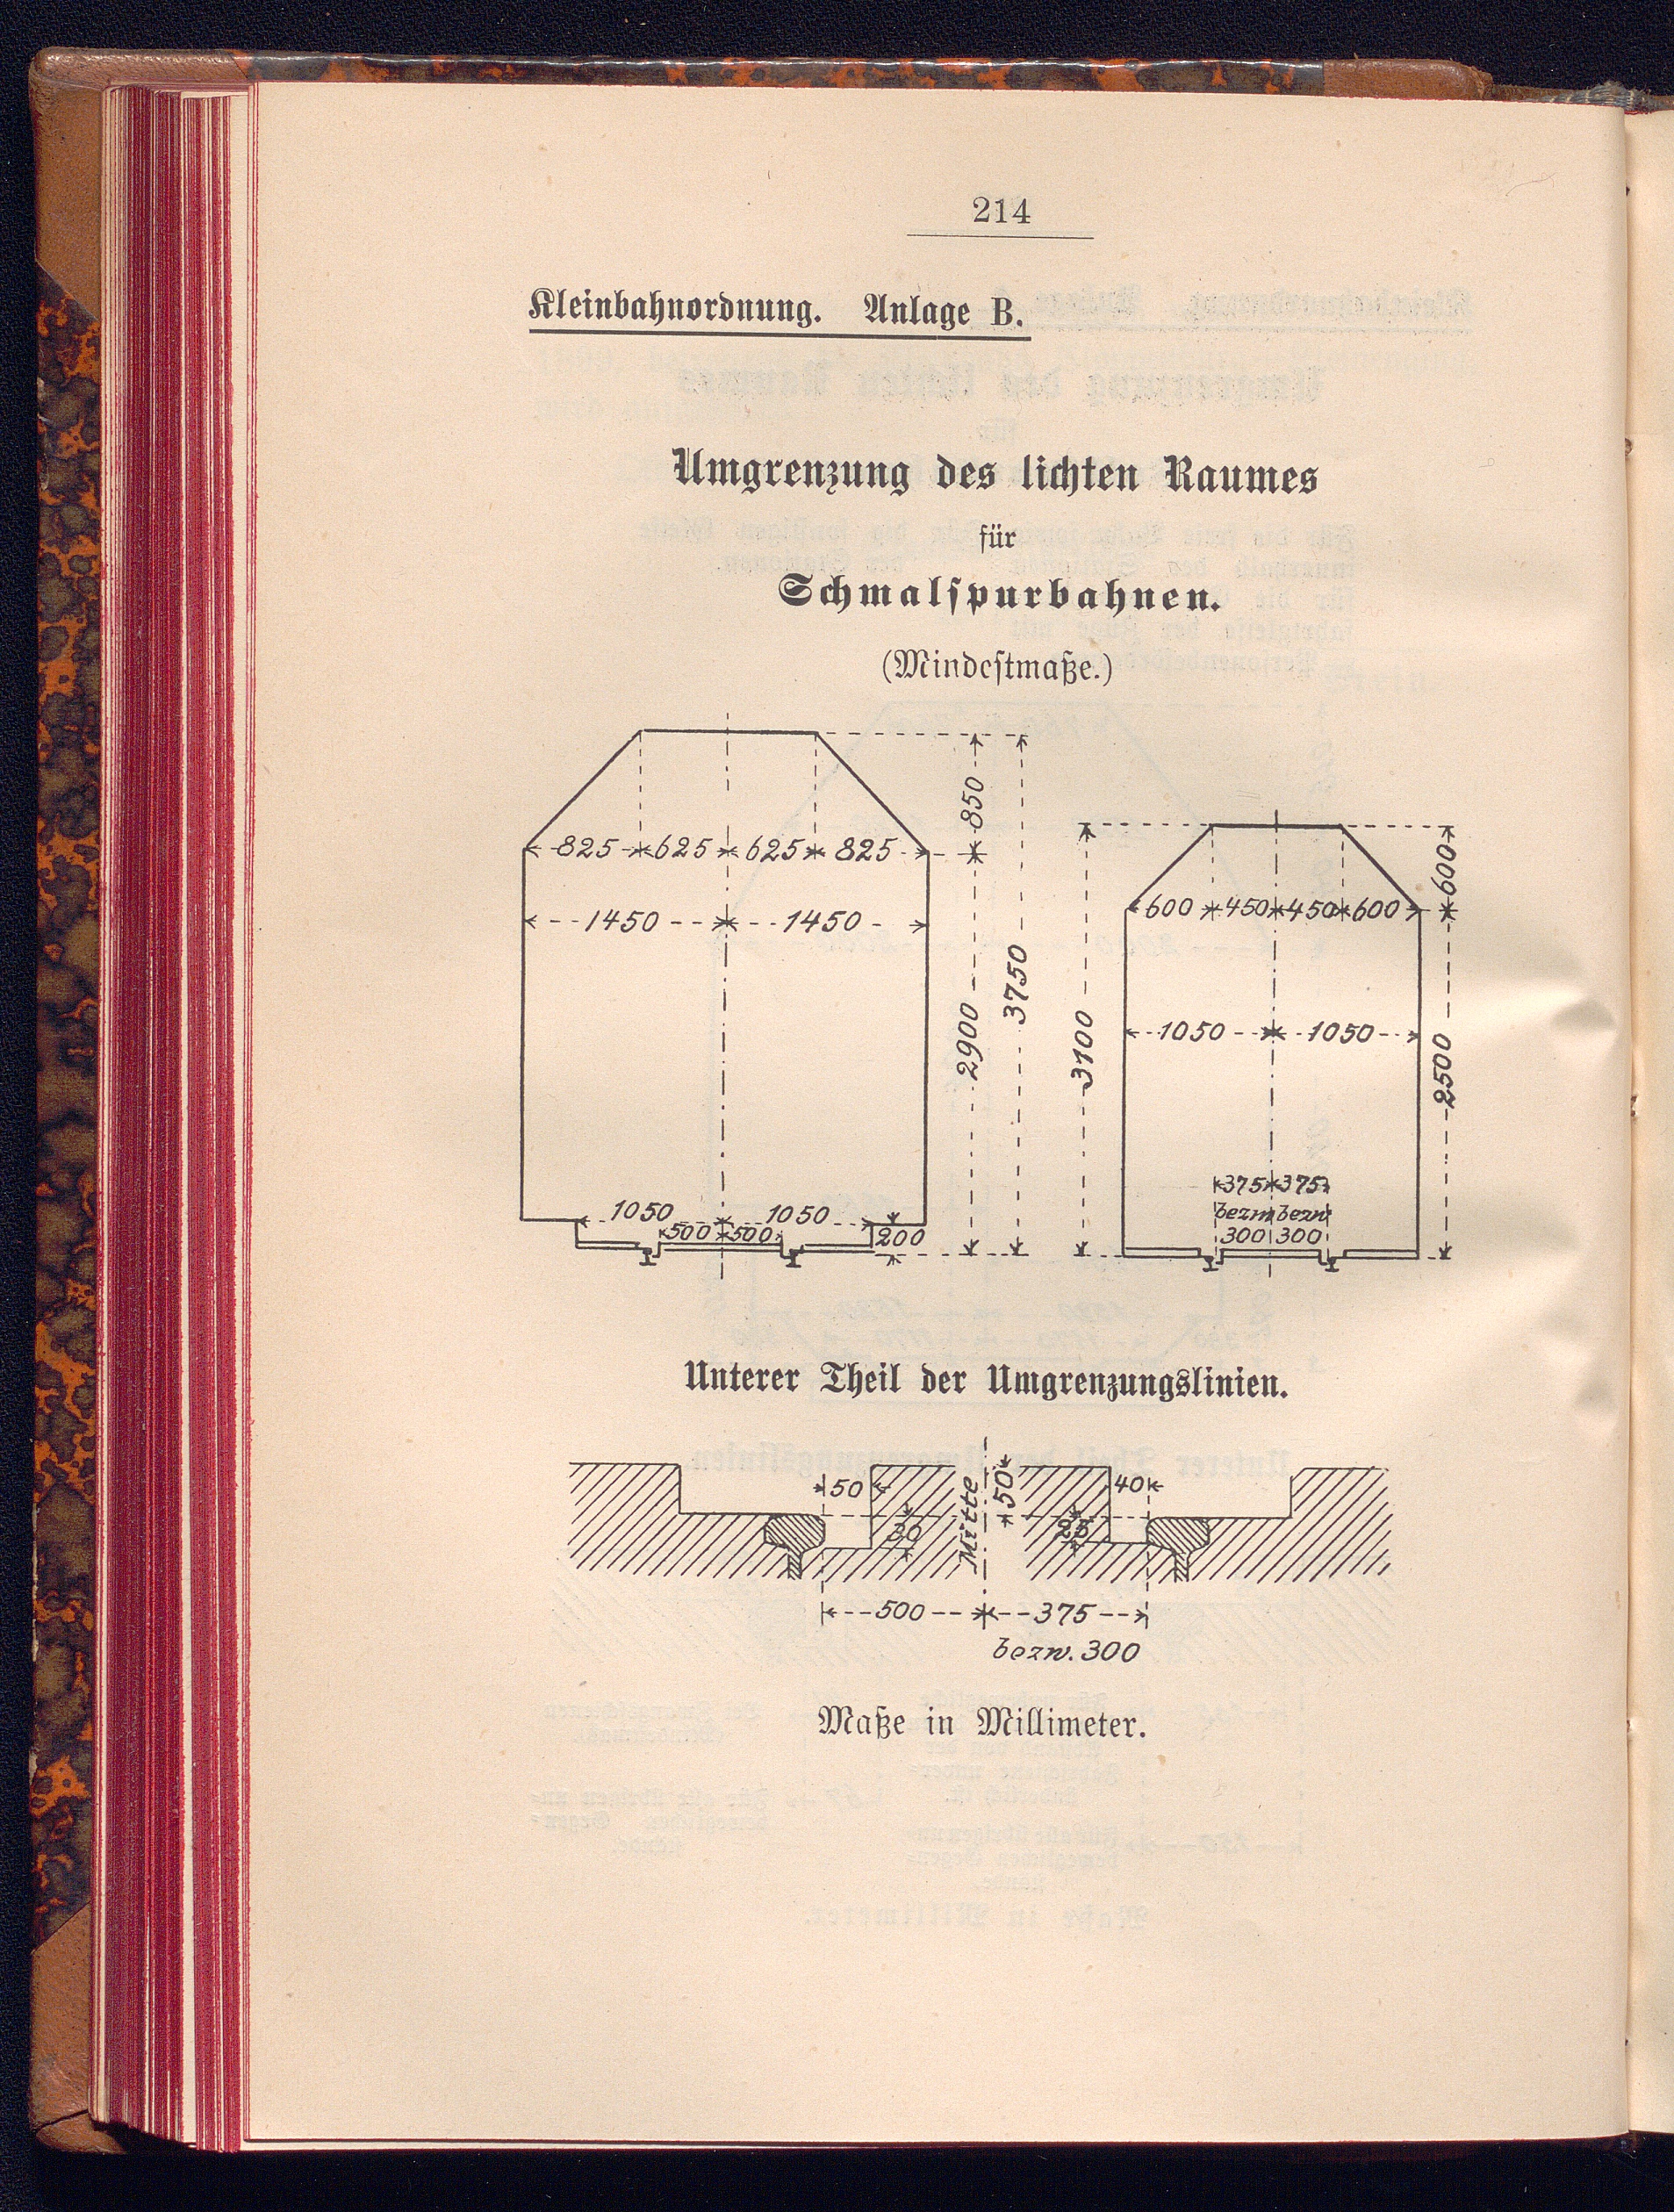 214
Kleinbahnordnung. Anlage B.
Umgrenzung des lichten Raumes
für
Schmalspurbahnen.
(Mindestmaße.)
825 625 625 825
1450 1450
1050 1050
500 500
200
850
2900
3750
3100
600 450 450 600
1050 1050
375 375
bezw bezw
300 300
600
2500
Unterer Theil der Umgrenzungslinien.
50
30
Mitte
50
40
25
500 375
bezw. 300
Maße in Millimeter.